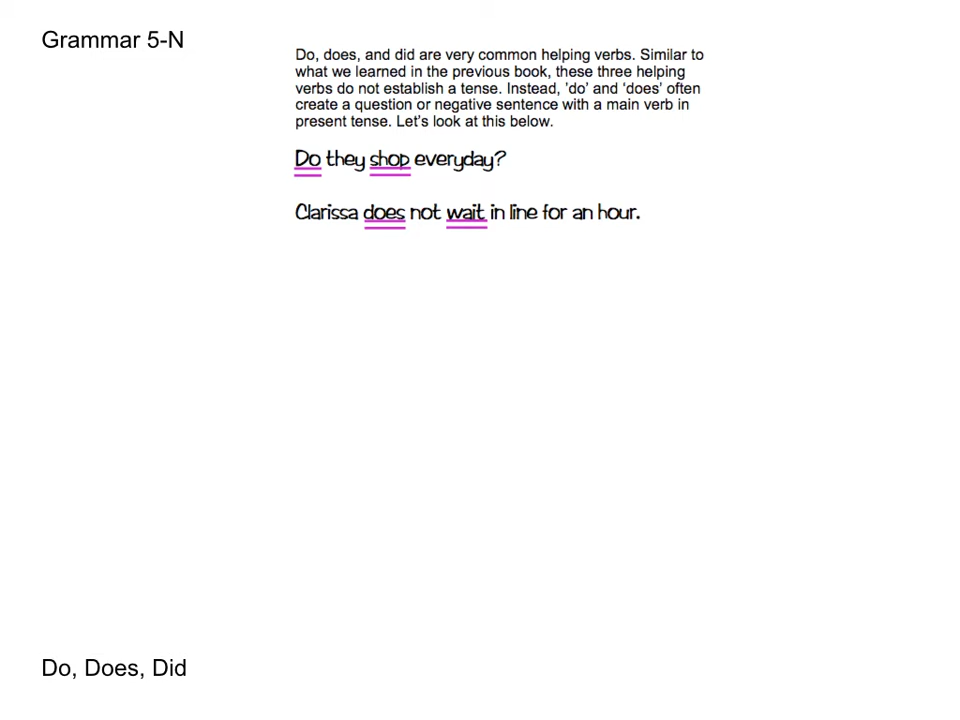 Grammar 5-N
Do, does, and did are very common helping verbs. Similar to
what we learned in the previous book, these three helping
verbs do not establish a tense. Instead, 'do' and 'does' often
create a question or negative sentence with a main verb in
present tense. Let's look at this below.
Do they shop everyday?
Clarissa does not wait in line for an hour.
Do, Does, Did